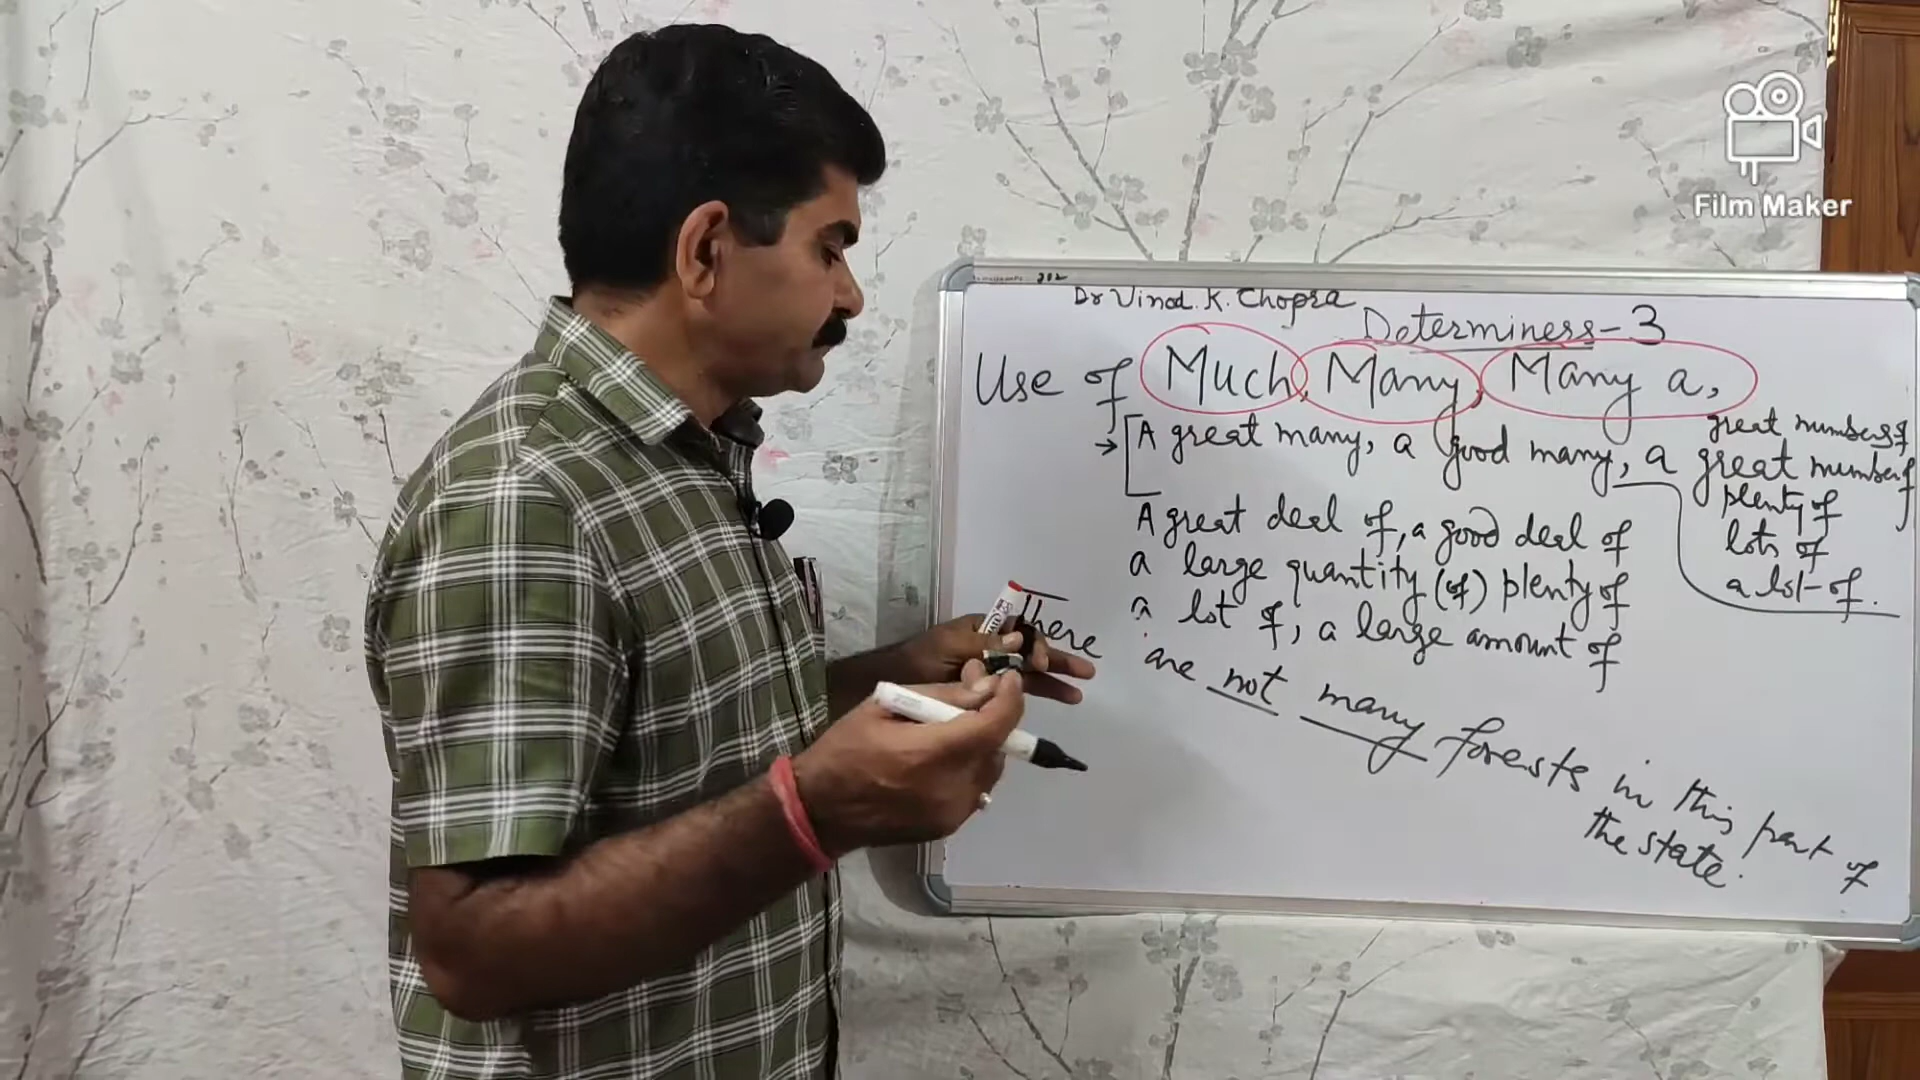 Film Maker
Dr Vinod. K. Chopra
Determiness-3
Use of Much, Many, Many a,
great numbers of
A great many, a good many, a great number of
plenty of
lots of
a lot of.
A great deal of, a good deal of
a large quantity (of) plenty of
a lot of, a large amount of
There are not many forests in this part of
the state.